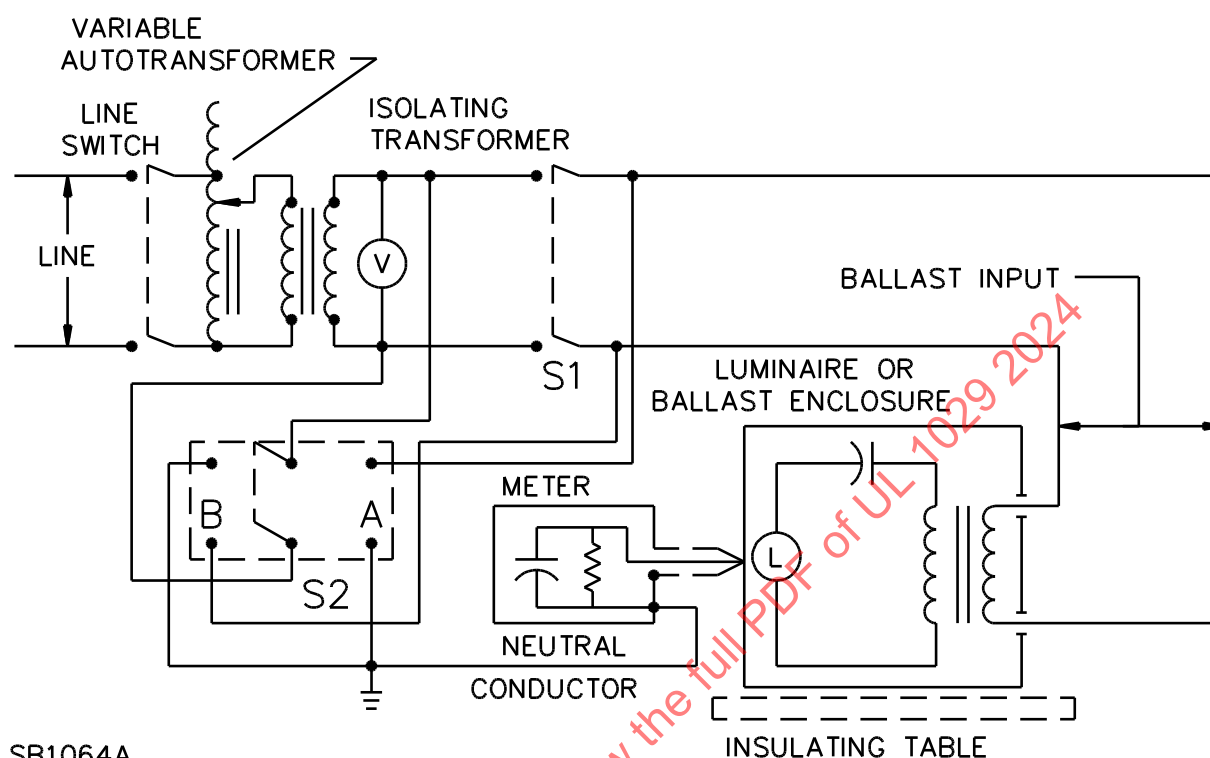 VARIABLE
AUTOTRANSFORMER
LINE
SWITCH
ISOLATING
TRANSFORMER
LINE
V
BALLAST INPUT
S1
LUMINAIRE OR
BALLAST ENCLOSURE
METER
B
A
L
S2
NEUTRAL
CONDUCTOR
INSULATING TABLE
SB1064A
the full PDF of UL 1029 2024